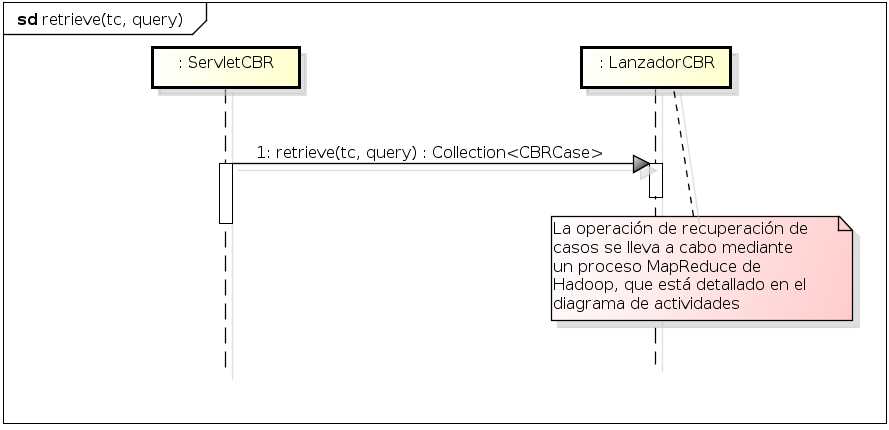 sd retrieve(tc, query)
: ServletCBR
: LanzadorCBR
1: retrieve(tc, query) : Collection<CBRCase>
La operación de recuperación de
casos se lleva a cabo mediante
un proceso MapReduce de
Hadoop, que está detallado en el
diagrama de actividades